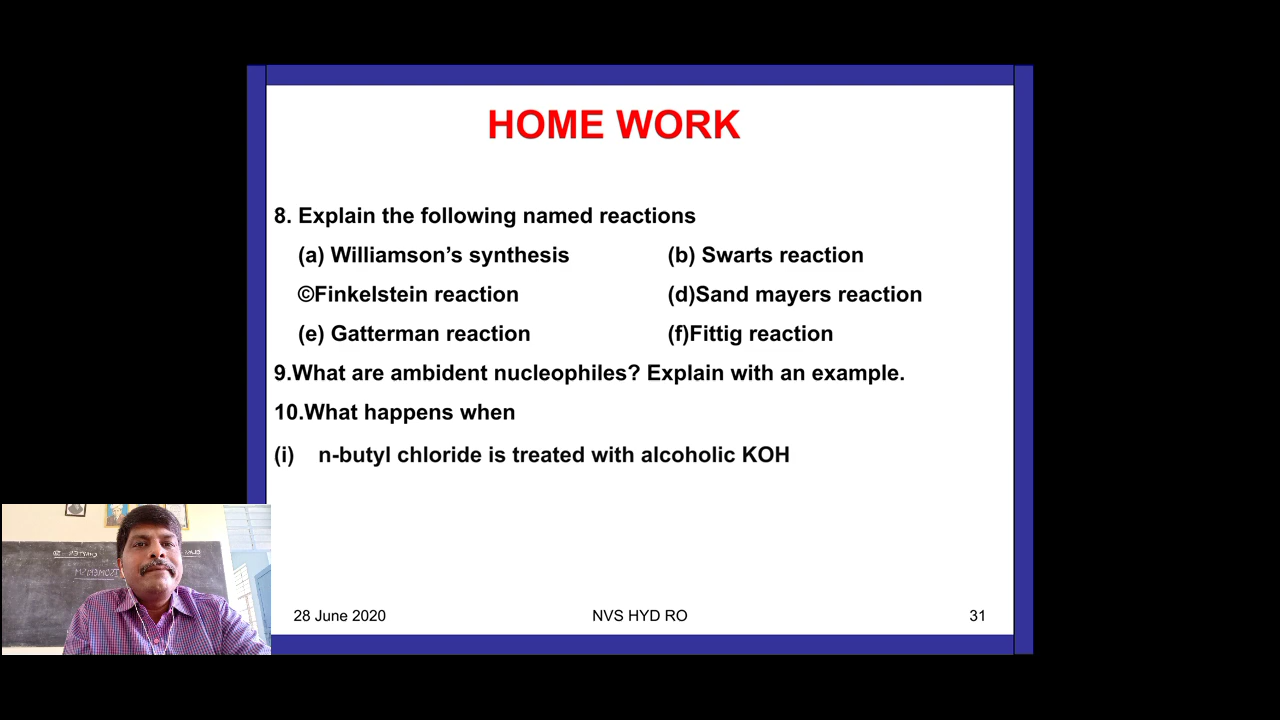 HOME WORK
8. Explain the following named reactions
(a) Williamson’s synthesis (b) Swarts reaction
©Finkelstein reaction (d)Sand mayers reaction
(e) Gatterman reaction (f)Fittig reaction
9.What are ambident nucleophiles? Explain with an example.
10.What happens when
(i) n-butyl chloride is treated with alcoholic KOH
28 June 2020 NVS HYD RO 31